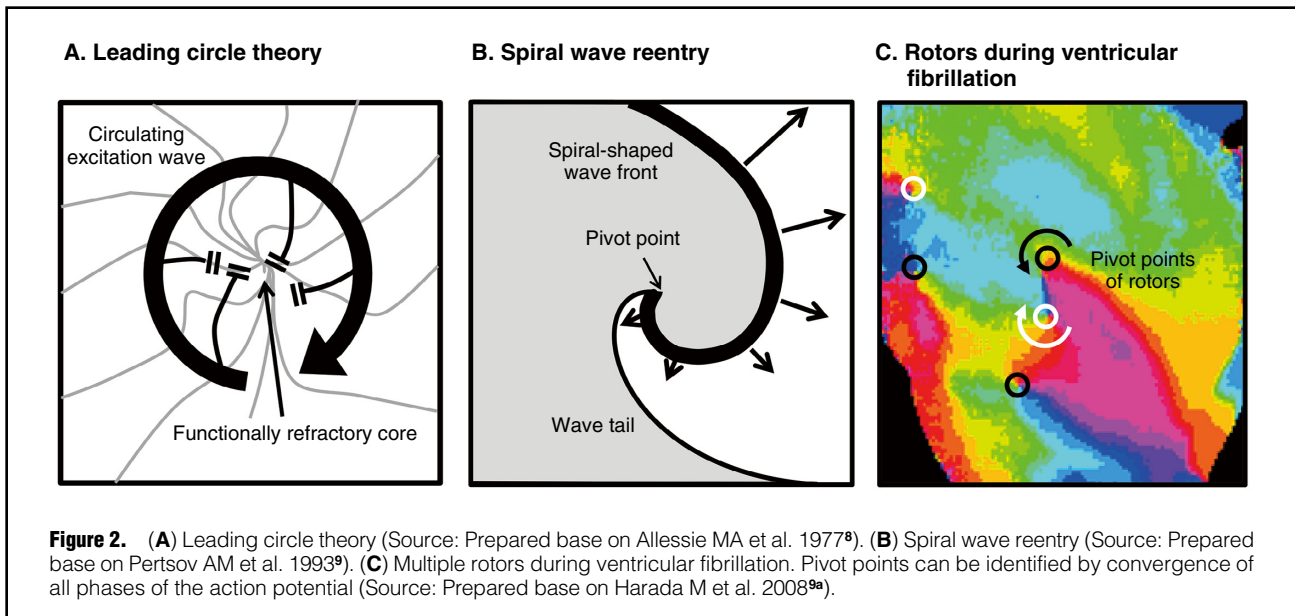 A. Leading circle theory
Circulating
excitation wave
Functionally refractory core
B. Spiral wave reentry
Spiral-shaped
wave front
Pivot point
Wave tail
C. Rotors during ventricular
fibrillation
Pivot points
of rotors
Figure 2. (A) Leading circle theory (Source: Prepared base on Allessie MA et al. 1977⁸). (B) Spiral wave reentry (Source: Prepared
base on Pertsov AM et al. 1993⁹). (C) Multiple rotors during ventricular fibrillation. Pivot points can be identified by convergence of
all phases of the action potential (Source: Prepared base on Harada M et al. 2008⁹ᵃ).